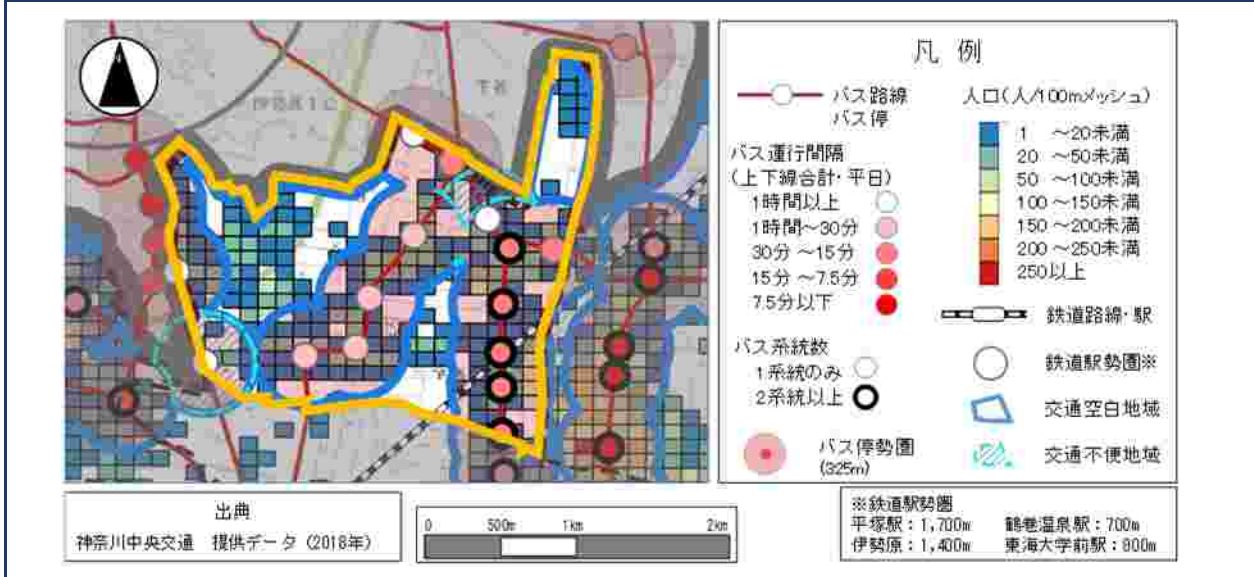 凡 例
バス路線
バス停
バス運行間隔
(上下線合計・平日)
1時間以上
1時間～30分
30分 ～15分
15分～7.5分
7.5分以下
バス系統数
1系統のみ
2系統以上
バス停勢圏
(325m)
人口(人/100mメッシュ)
1 ～20未満
20 ～50未満
50 ～100未満
100 ～150未満
150 ～200未満
200 ～250未満
250以上
鉄道路線・駅
鉄道駅勢圏※
交通空白地域
交通不便地域
出典
神奈川中央交通 提供データ(2018年)
0 500m 1km 2km
※鉄道駅勢圏
平塚駅：1,700m 鶴巻温泉駅：700m
伊勢原：1,400m 東海大学前駅：800m